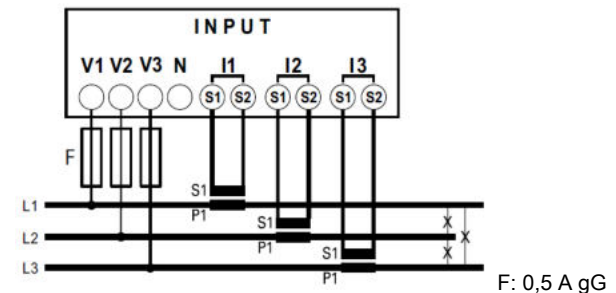 INPUT
V1 V2 V3 N I1 I2 I3
S1 S2 S1 S2 S1 S2
F
S1
L1
P1
S1
L2
P1
S1
L3
P1
X
X X
F: 0,5 A gG